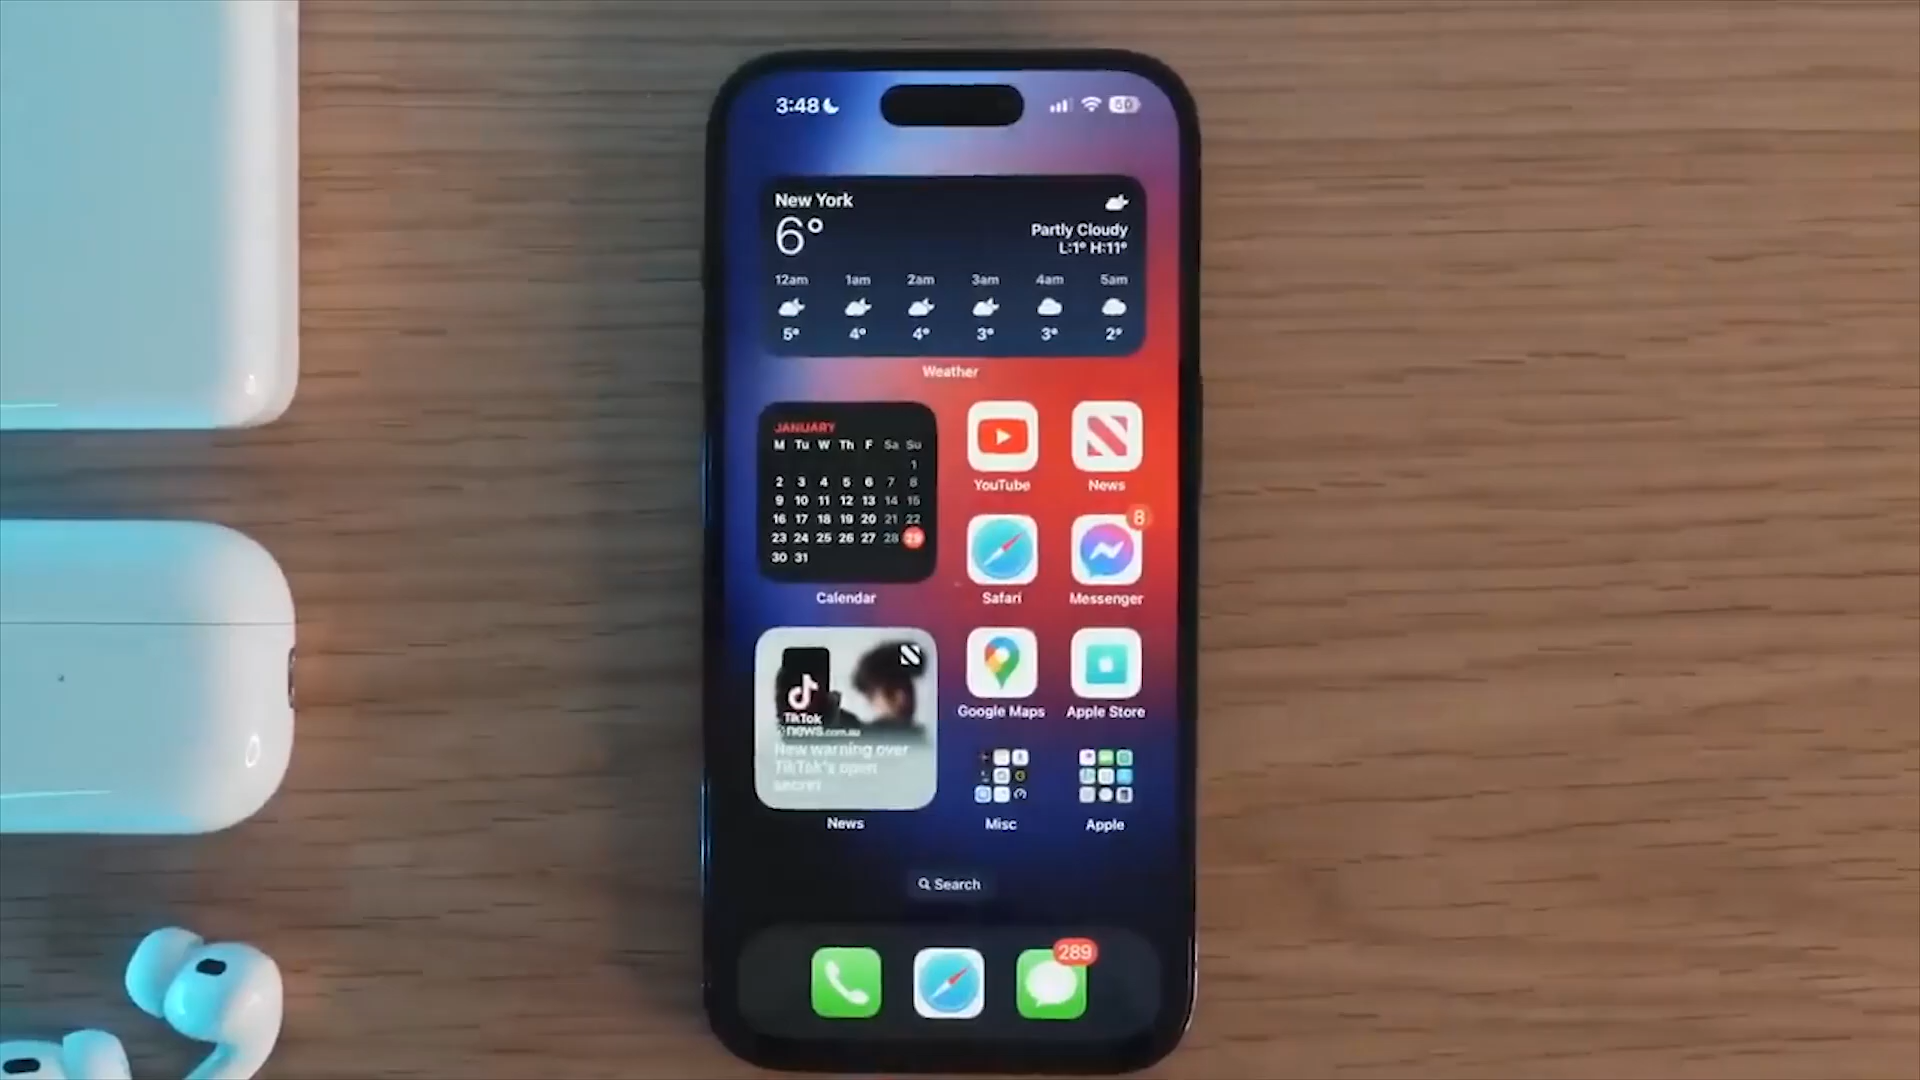 3:48
60
New York
6°
Partly Cloudy
L:1° H:11°
12am 1am 2am 3am 4am 5am
5° 4° 4° 3° 3° 2°
Weather
JANUARY
M Tu W Th F Sa Su
1
2 3 4 5 6 7 8
9 10 11 12 13 14 15
16 17 18 19 20 21 22
23 24 25 26 27 28 29
30 31
Calendar
YouTube
News
8
Safari
Messenger
TikTok
news.com.au
New warning over
TikTok's open
secret
News
Google Maps
Apple Store
Misc
Apple
Search
289